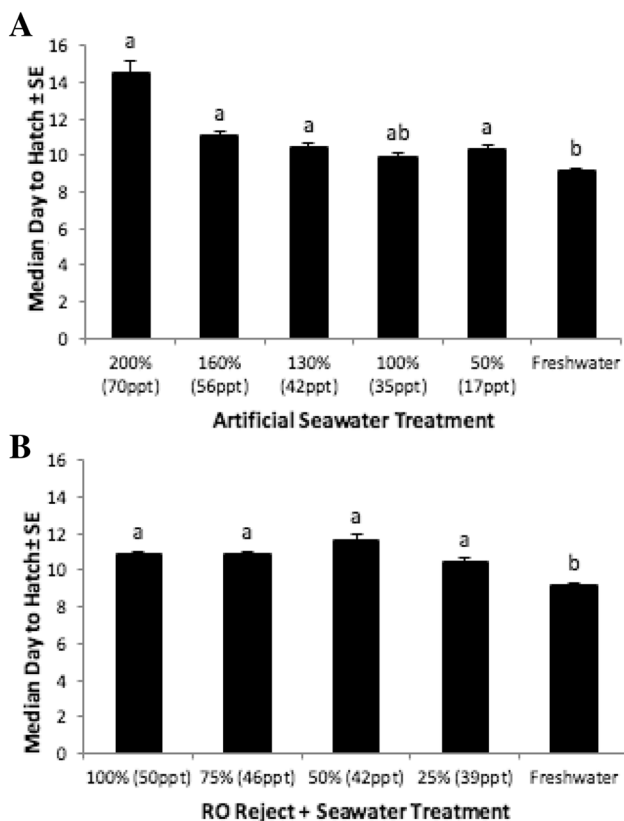 A
Median Day to Hatch ± SE
16
14
12
10
8
6
4
2
0
a
a
a
ab
a
b
200% 160% 130% 100% 50% Freshwater
(70ppt) (56ppt) (42ppt) (35ppt) (17ppt)
Artificial Seawater Treatment
B
Median Day to Hatch± SE
16
14
12
10
8
6
4
2
0
a
a
a
a
b
100% (50ppt) 75% (46ppt) 50% (42ppt) 25% (39ppt) Freshwater
RO Reject + Seawater Treatment